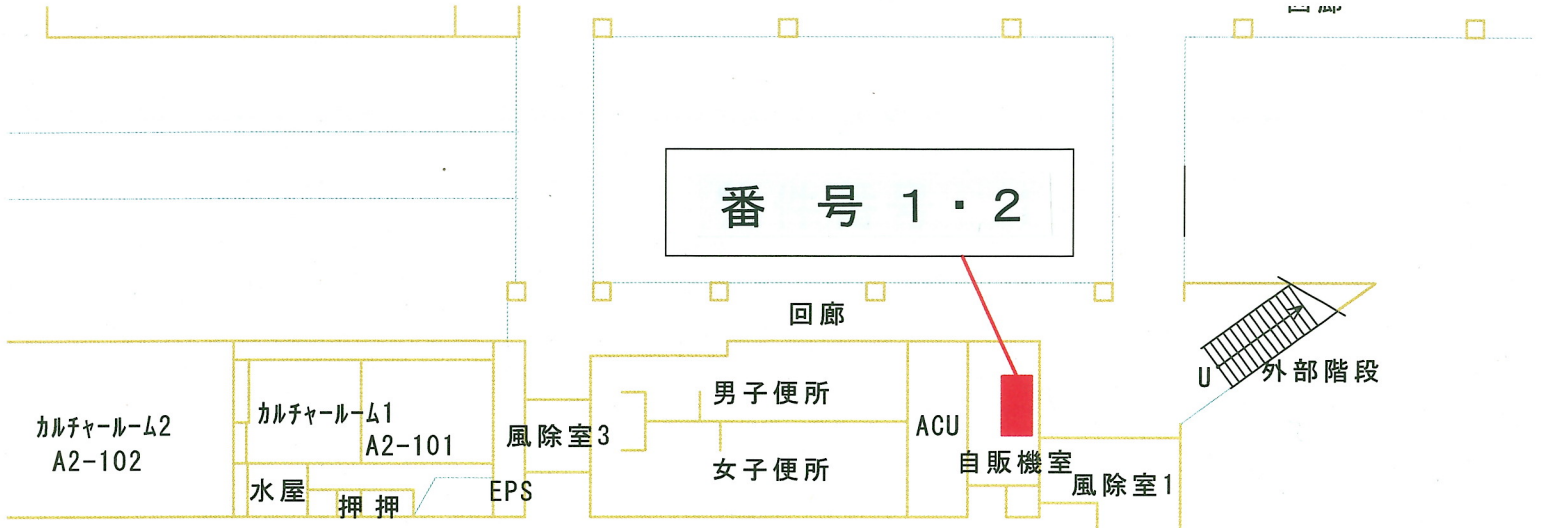 回廊
番 号 1・2
回廊
男子便所
女子便所
ACU
自販機室
風除室1
風除室3
カルチャールーム1
A2-101
カルチャールーム2
A2-102
水屋
押 押
EPS
U
外部階段